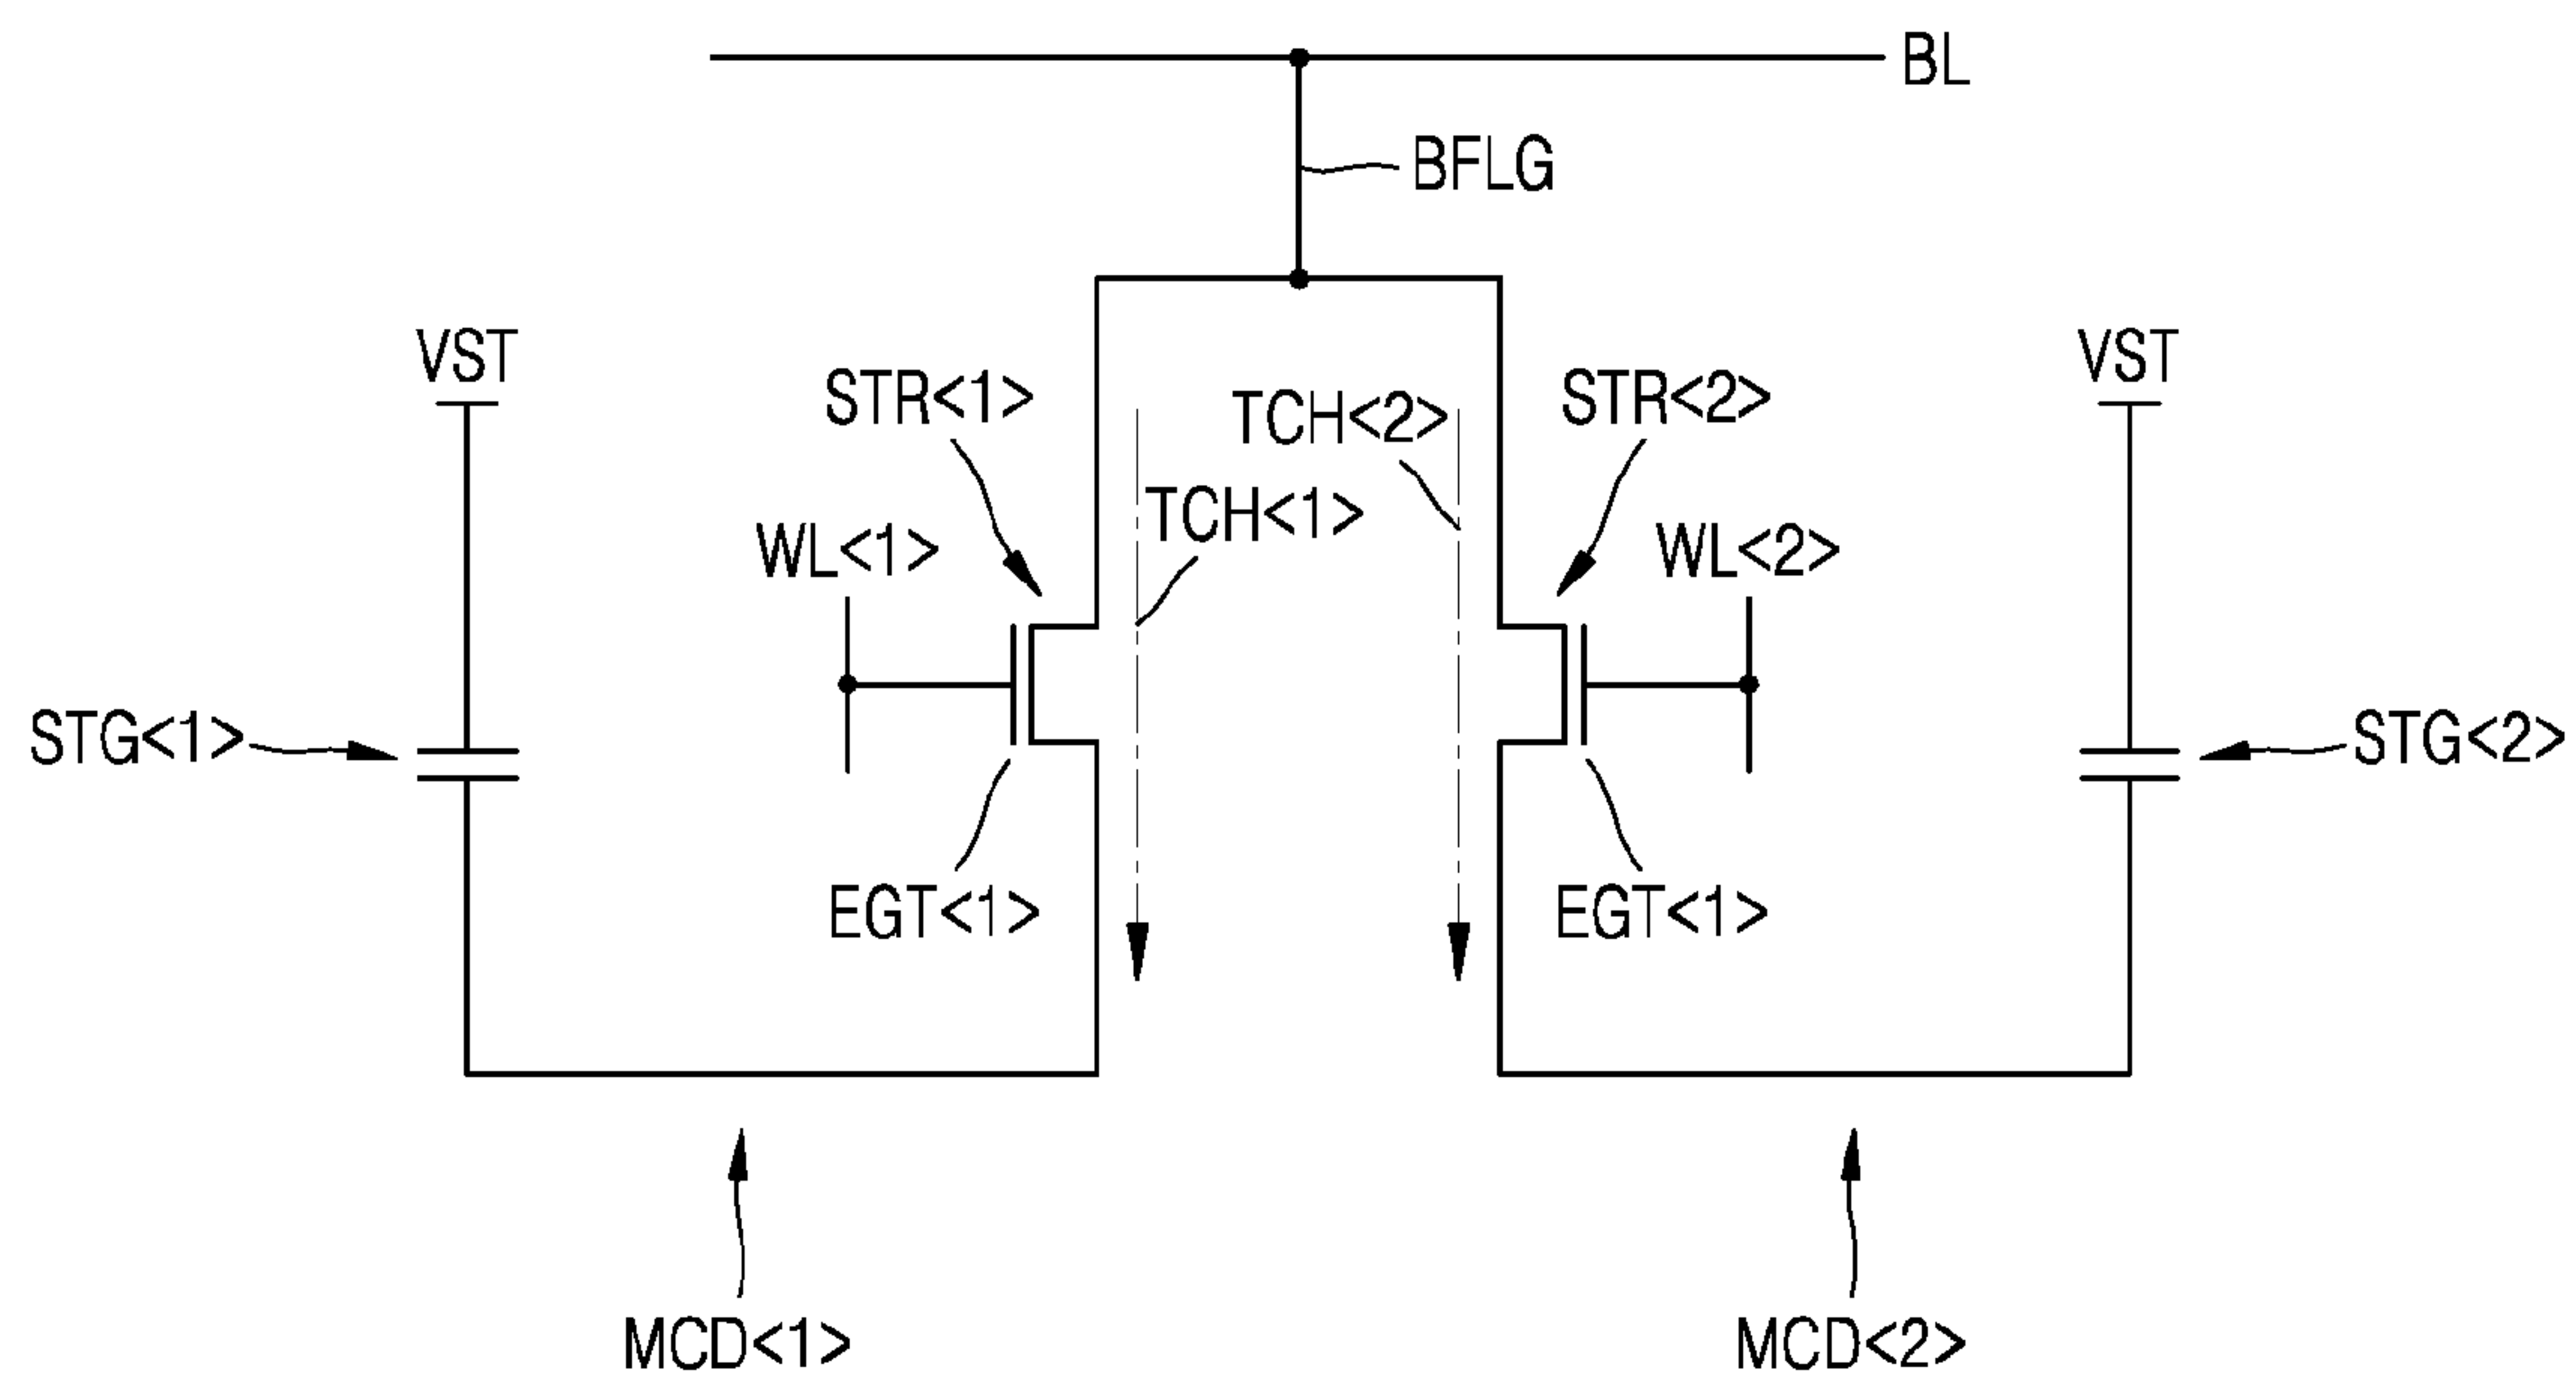 BL
BFLG
VST
VST
STR<1>
TCH<2>
STR<2>
TCH<1>
WL<1>
WL<2>
STG<1>
STG<2>
EGT<1>
EGT<1>
MCD<1>
MCD<2>